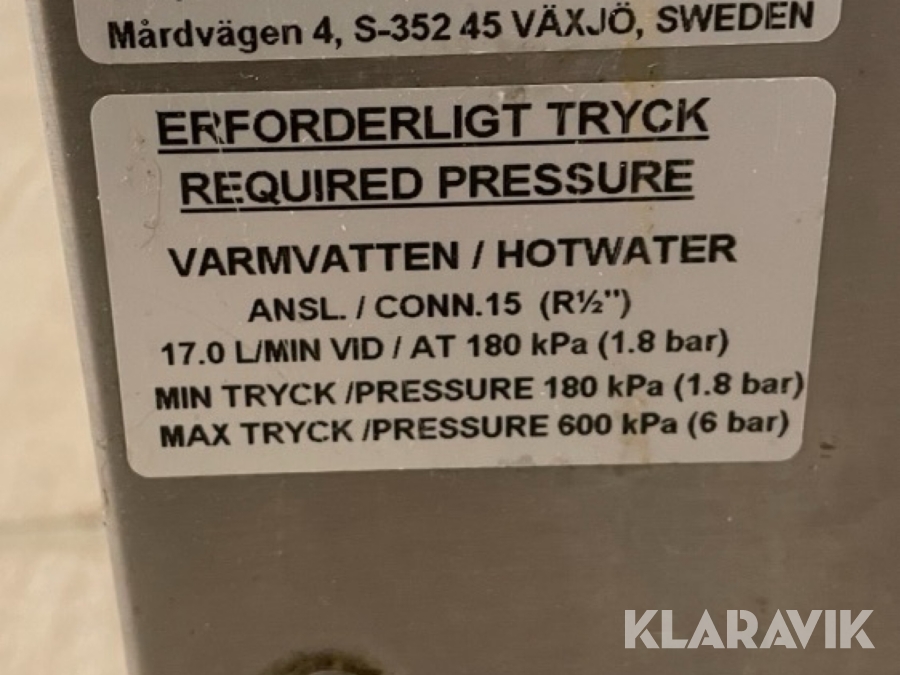 Mårdvägen 4, S-352 45 VÄXJÖ, SWEDEN
ERFORDERLIGT TRYCK
REQUIRED PRESSURE
VARMVATTEN / HOTWATER
ANSL. / CONN.15 (R½")
17.0 L/MIN VID / AT 180 kPa (1.8 bar)
MIN TRYCK /PRESSURE 180 kPa (1.8 bar)
MAX TRYCK /PRESSURE 600 kPa (6 bar)
KLARAVIK